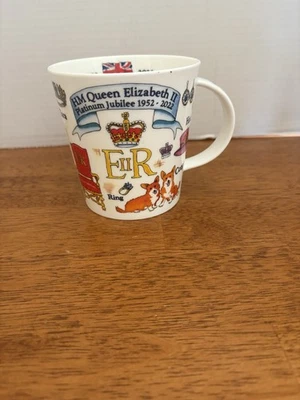 HM Queen Elizabeth II
Platinum Jubilee 1952 - 2022
EIIR
Ring